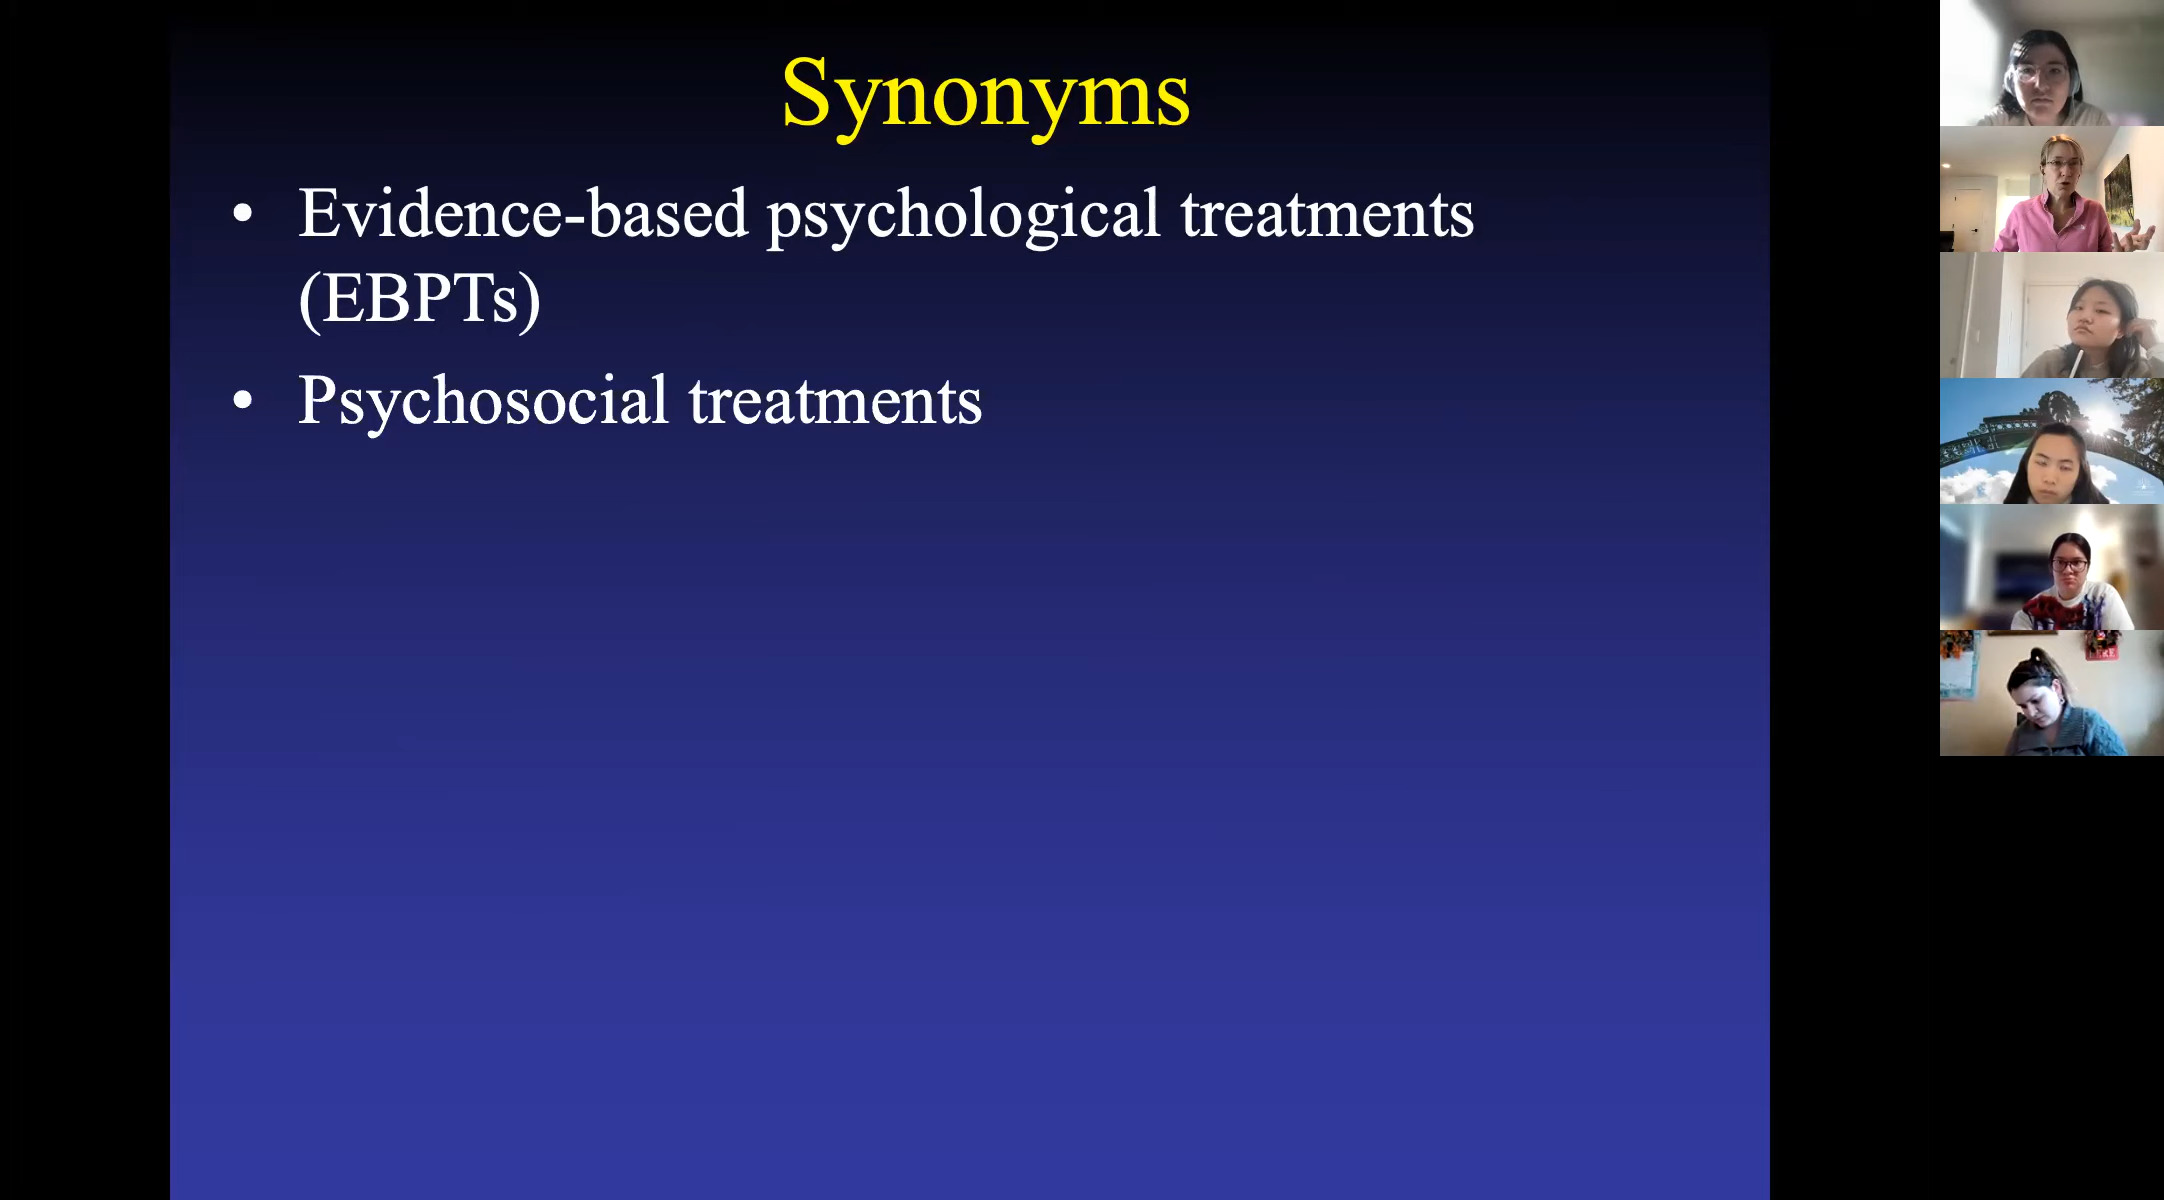 Synonyms
• Evidence-based psychological treatments
(EBPTs)
• Psychosocial treatments